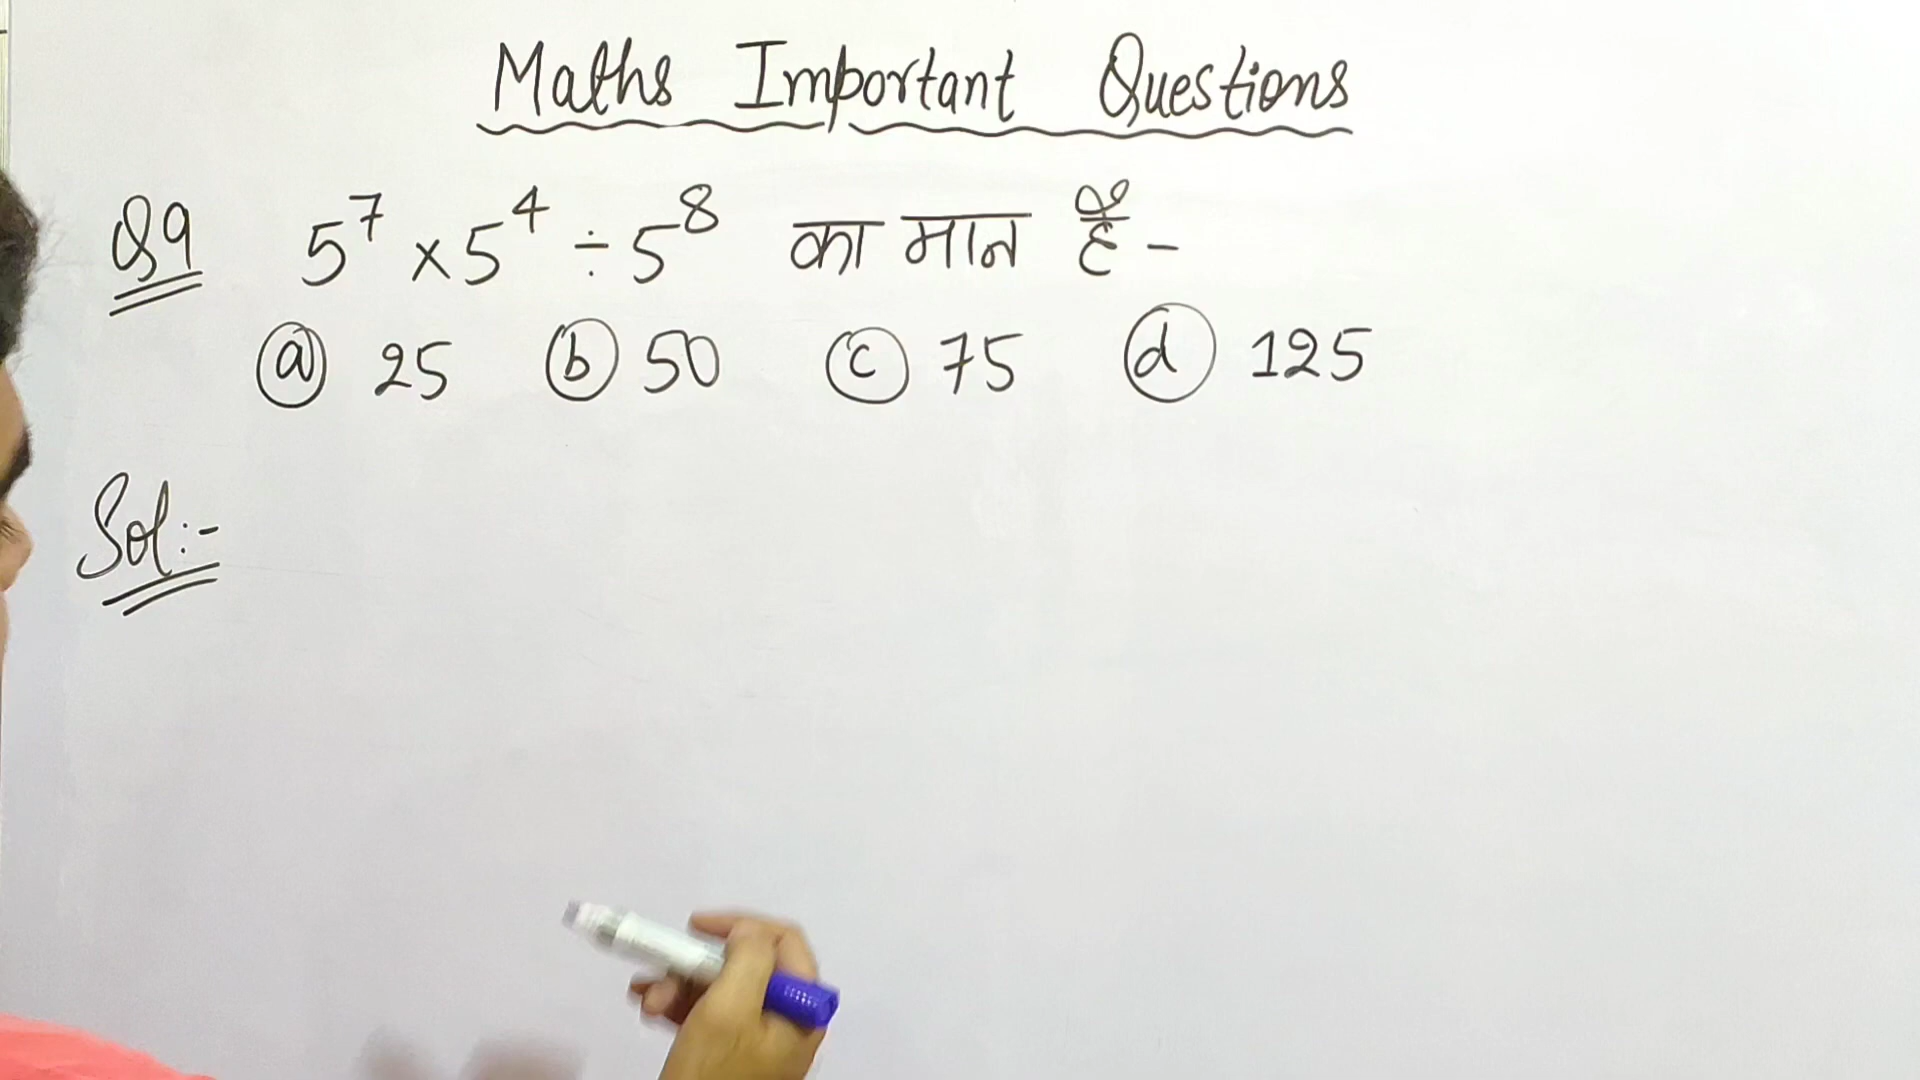 Maths Important Questions
Q9 5⁷ × 5⁴ ÷ 5⁸ का मान है -
(a) 25 (b) 50 (c) 75 (d) 125
Sol:-